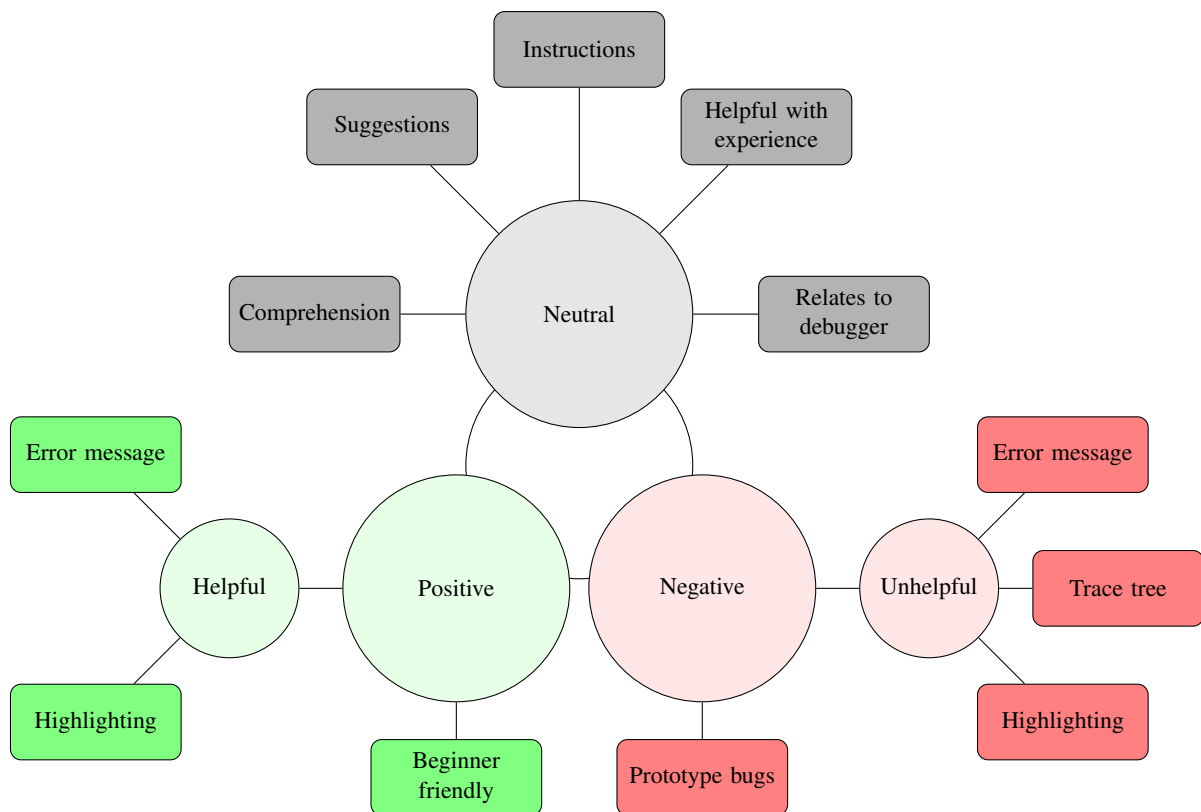 Instructions
Suggestions
Helpful with
experience
Comprehension
Neutral
Relates to
debugger
Error message
Error message
Helpful
Positive
Negative
Unhelpful
Trace tree
Highlighting
Highlighting
Beginner
friendly
Prototype bugs